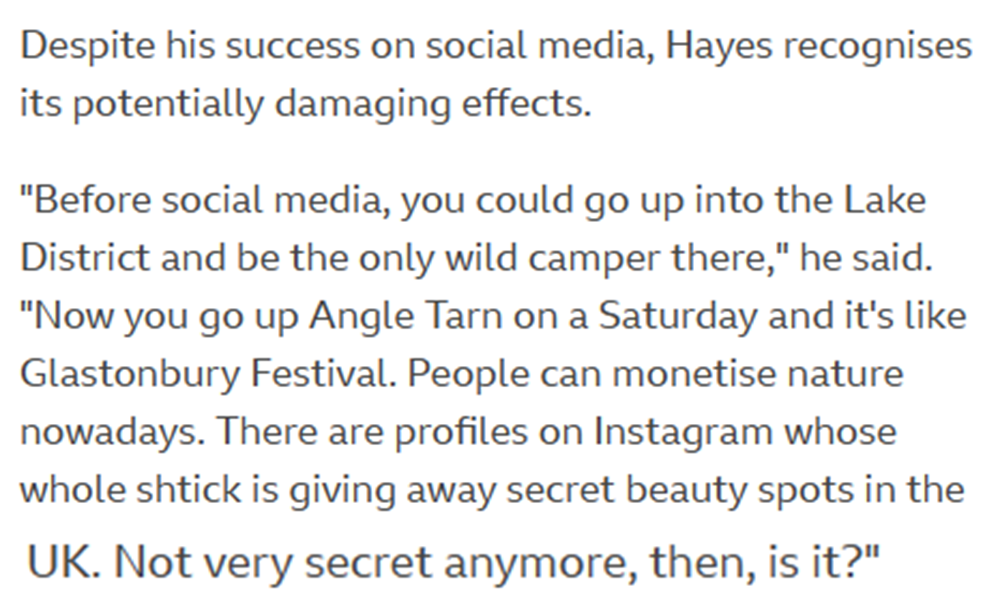 Despite his success on social media, Hayes recognises
its potentially damaging effects.
"Before social media, you could go up into the Lake
District and be the only wild camper there," he said.
"Now you go up Angle Tarn on a Saturday and it's like
Glastonbury Festival. People can monetise nature
nowadays. There are profiles on Instagram whose
whole shtick is giving away secret beauty spots in the
UK. Not very secret anymore, then, is it?"